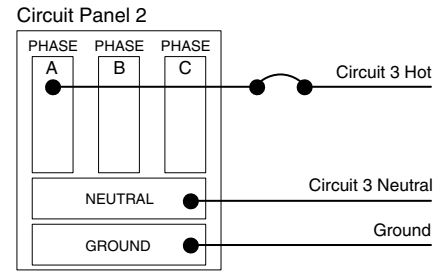 Circuit Panel 2
PHASE PHASE PHASE
A B C
Circuit 3 Hot
Circuit 3 Neutral
NEUTRAL
Ground
GROUND